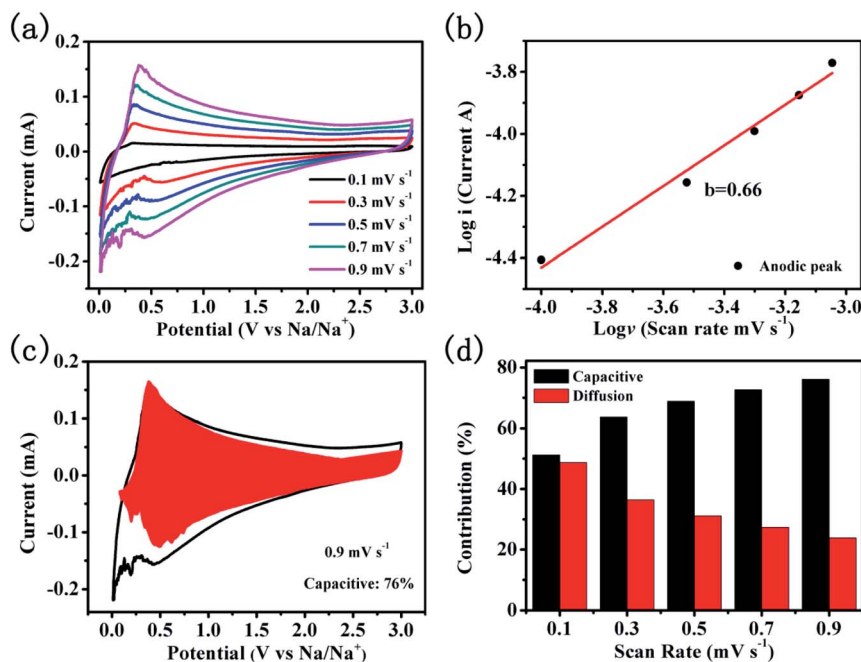 (a)
0.2
0.1
0.0
-0.1
-0.2
Current (mA)
0.1 mV s⁻¹
0.3 mV s⁻¹
0.5 mV s⁻¹
0.7 mV s⁻¹
0.9 mV s⁻¹
0.0 0.5 1.0 1.5 2.0 2.5 3.0
Potential (V vs Na/Na⁺)
(b)
-3.8
-4.0
-4.2
-4.4
Log i (Current A)
b=0.66
Anodic peak
-4.0 -3.8 -3.6 -3.4 -3.2 -3.0
Logν (Scan rate mV s⁻¹)
(c)
0.2
0.1
0.0
-0.1
-0.2
Current (mA)
0.9 mV s⁻¹
Capacitive: 76%
0.0 0.5 1.0 1.5 2.0 2.5 3.0
Potential (V vs Na/Na⁺)
(d)
80
60
40
20
0
Contribution (%)
Capacitive
Diffusion
0.1 0.3 0.5 0.7 0.9
Scan Rate (mV s⁻¹)